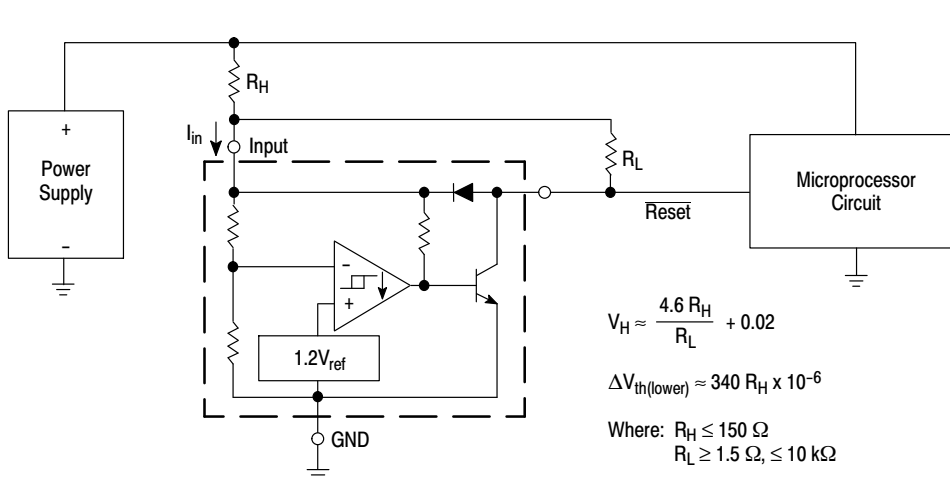 R_H
I_in
Input
+
Power
Supply
−
R_L
Microprocessor
Circuit
Reset
−
+
1.2V_ref
GND
V_H ≈ 4.6 R_H / R_L + 0.02
ΔV_th(lower) ≈ 340 R_H x 10^−6
Where: R_H ≤ 150 Ω
R_L ≥ 1.5 Ω, ≤ 10 kΩ